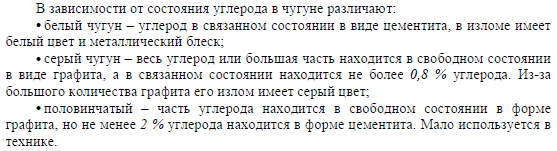 В зависимости от состояния углерода в чугуне различают:
• белый чугун – углерод в связанном состоянии в виде цементита, в изломе имеет
белый цвет и металлический блеск;
• серый чугун – весь углерод или большая часть находится в свободном состоянии
в виде графита, а в связанном состоянии находится не более 0,8 % углерода. Из-за
большого количества графита его излом имеет серый цвет;
• половинчатый – часть углерода находится в свободном состоянии в форме
графита, но не менее 2 % углерода находится в форме цементита. Мало используется в
технике.